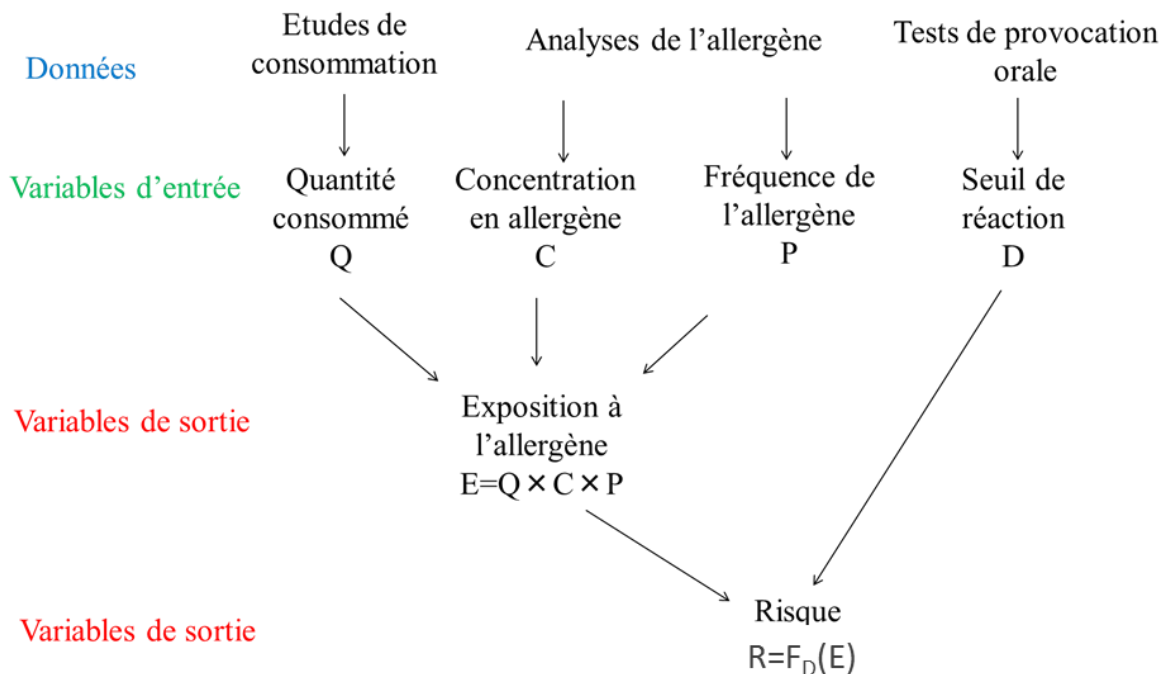 Données
Etudes de
consommation
Analyses de l'allergène
Tests de provocation
orale
Variables d'entrée
Quantité
consommé
Q
Concentration
en allergène
C
Fréquence de
l'allergène
P
Seuil de
réaction
D
Variables de sortie
Exposition à
l'allergène
E=Q×C×P
Variables de sortie
Risque
R=F_D(E)